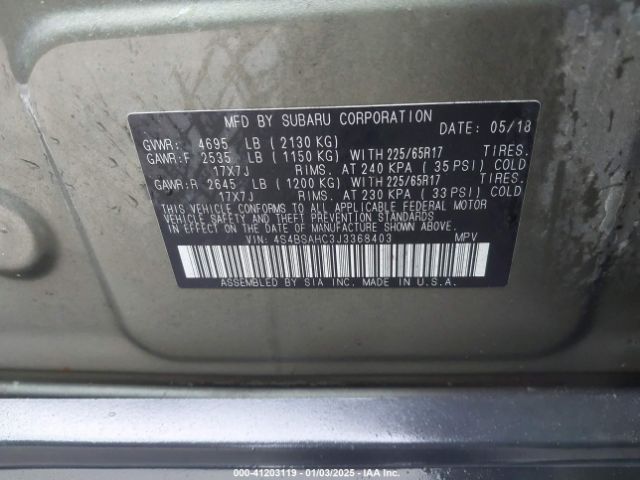 MFD BY SUBARU CORPORATION DATE: 05/18
GVWR: 4695 LB (2130 KG)
GAWR:F 2535 LB (1150 KG) WITH 225/65R17 TIRES.
17X7J RIMS. AT 240 KPA (35 PSI) COLD
GAWR:R 2645 LB (1200 KG) WITH 225/65R17 TIRES.
17X7J RIMS. AT 230 KPA (33 PSI) COLD
THIS VEHICLE CONFORMS TO ALL APPLICABLE FEDERAL MOTOR
VEHICLE SAFETY AND THEFT PREVENTION STANDARDS
IN EFFECT ON THE DATE OF MANUFACTURE SHOWN ABOVE.
VIN: 4S4BSAHC3J3368403 MPV
ASSEMBLED BY SIA INC. MADE IN U.S.A.
000-41203119 - 01/03/2025 - IAAI.com